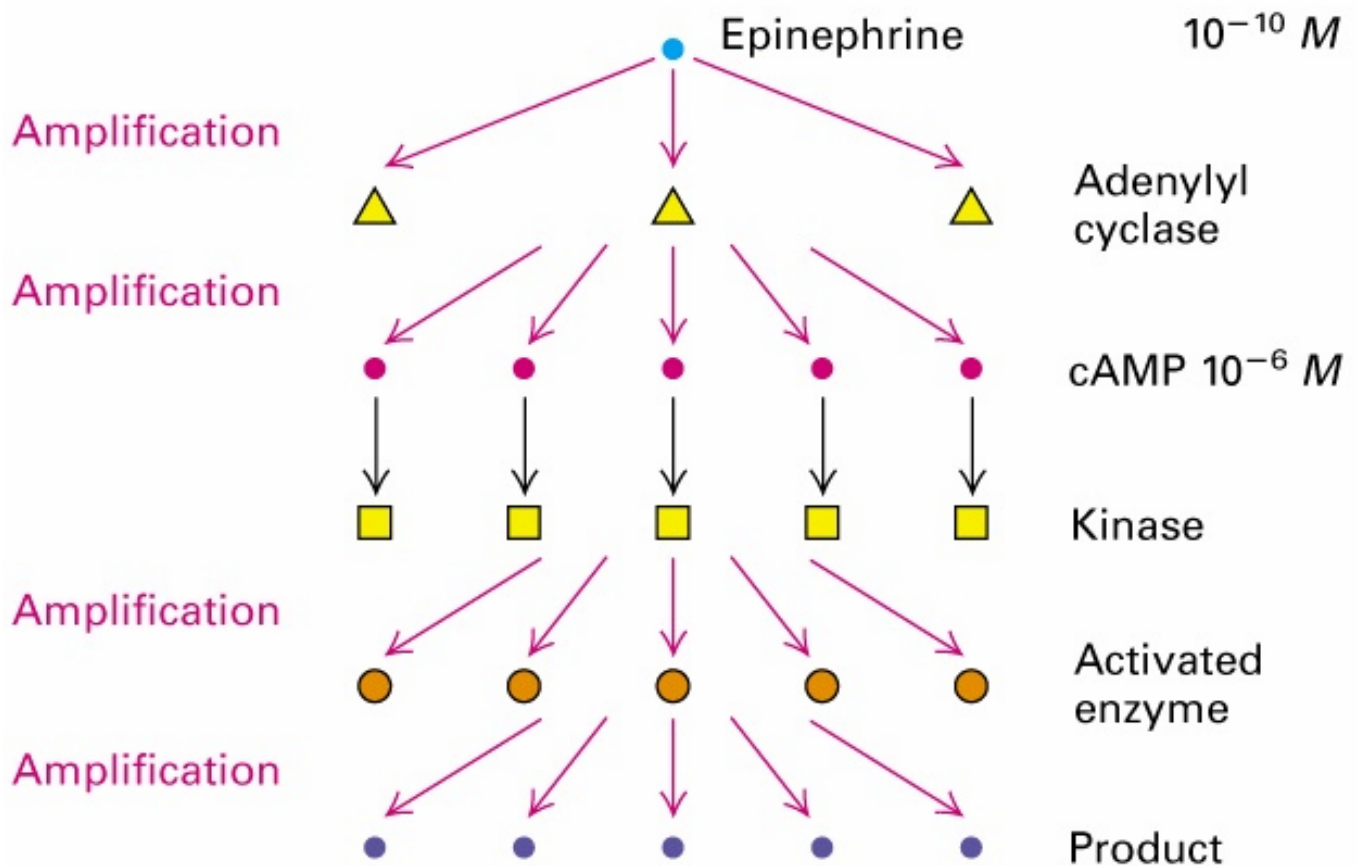 Epinephrine 10⁻¹⁰ M
Amplification
Adenylyl
cyclase
Amplification
cAMP 10⁻⁶ M
Kinase
Amplification
Activated
enzyme
Amplification
Product